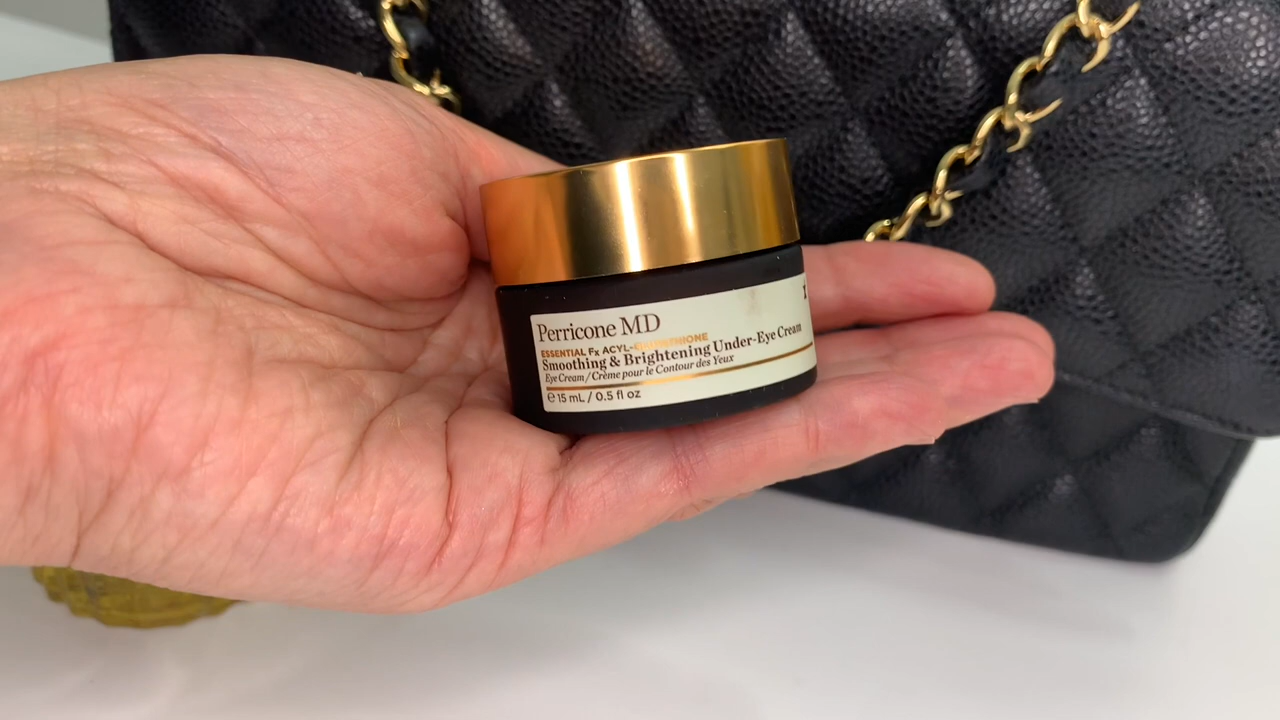 Perricone MD
ESSENTIAL Fx ACYL-GLUTATHIONE
Smoothing & Brightening Under-Eye Cream
Eye Cream / Crème pour le Contour des Yeux
℮ 15 mL / 0.5 fl oz